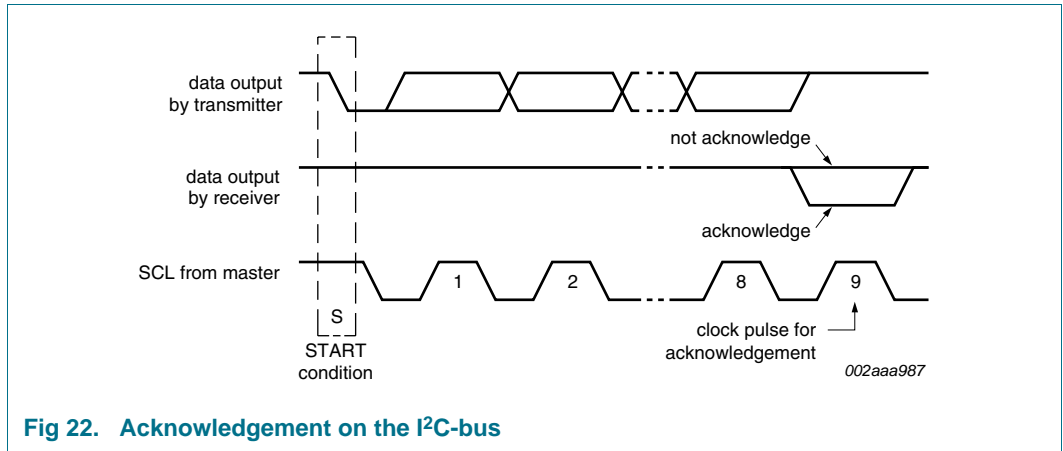 data output
by transmitter
not acknowledge
data output
by receiver
acknowledge
SCL from master
1
2
8
9
S
START
condition
clock pulse for
acknowledgement
002aaa987
Fig 22. Acknowledgement on the I²C-bus